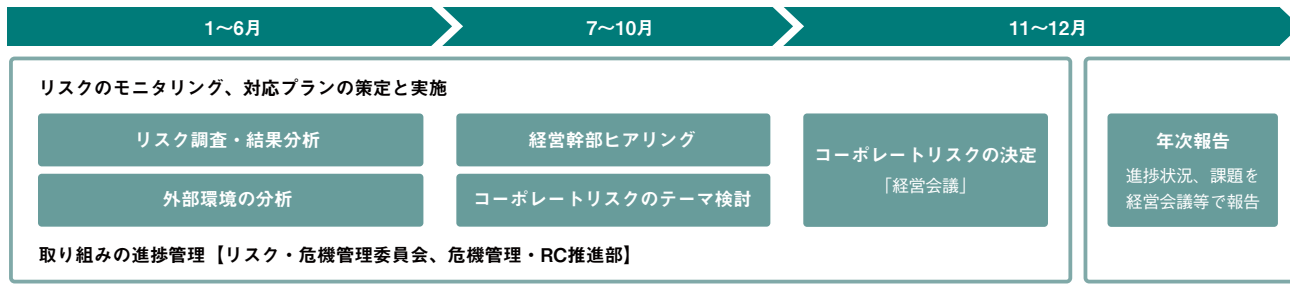 1〜6月
7〜10月
11〜12月
リスクのモニタリング、対応プランの策定と実施
リスク調査・結果分析
外部環境の分析
経営幹部ヒアリング
コーポレートリスクのテーマ検討
コーポレートリスクの決定
「経営会議」
取り組みの進捗管理【リスク・危機管理委員会、危機管理・RC推進部】
年次報告
進捗状況、課題を
経営会議等で報告